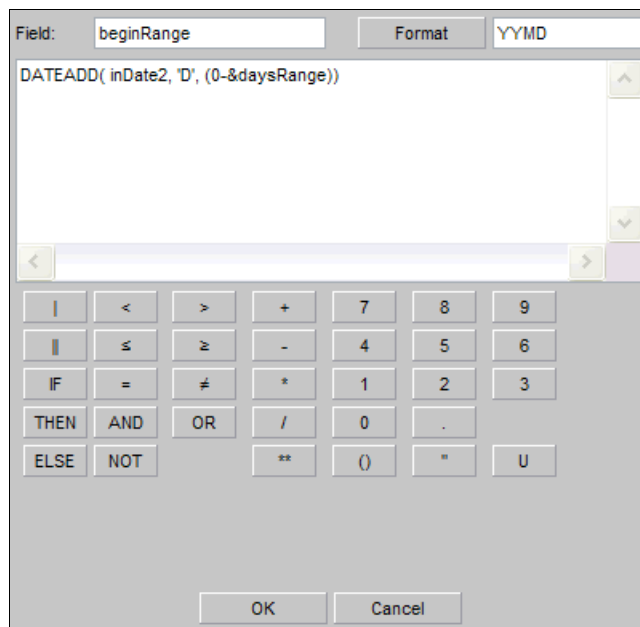 Field: beginRange Format YYMD
DATEADD( inDate2, 'D', (0-&daysRange))
| < > + 7 8 9
|| ≤ ≥ - 4 5 6
IF = ≠ * 1 2 3
THEN AND OR / 0 .
ELSE NOT ** () " U
OK Cancel